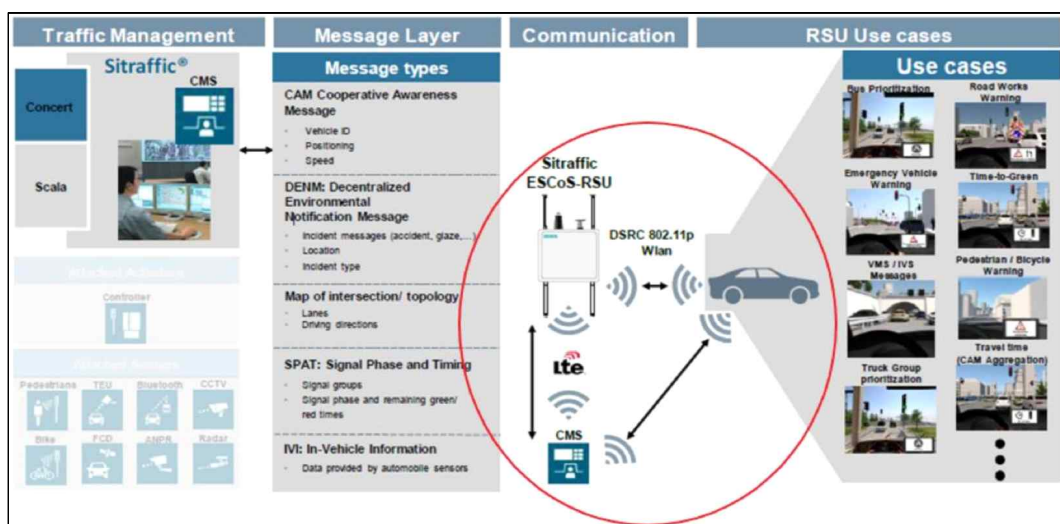 Traffic Management
Message Layer
Communication
RSU Use cases
Sitraffic®
CMS
Concert
Scala
Attached Actuators
Controller
Attached Sensors
Pedestrians
TEU
Bluetooth
CCTV
Bike
FCD
ANPR
Radar
Message types
CAM Cooperative Awareness
Message
Vehicle ID
Positioning
Speed
DENM: Decentralized
Environmental
Notification Message
Incident messages (accident, glaze,...)
Location
Incident type
Map of intersection/ topology
Lanes
Driving directions
SPAT: Signal Phase and Timing
Signal groups
Signal phase and remaining green/
red times
IVI: In-Vehicle Information
Data provided by automobile sensors
Sitraffic
ESCoS-RSU
DSRC 802.11p
Wlan
Lte
CMS
Use cases
Bus Prioritization
Road Works
Warning
Emergency Vehicle
Warning
Time-to-Green
VMS / IVS
Messages
Pedestrian / Bicycle
Warning
Truck Group
prioritization
Travel time
(CAM Aggregation)